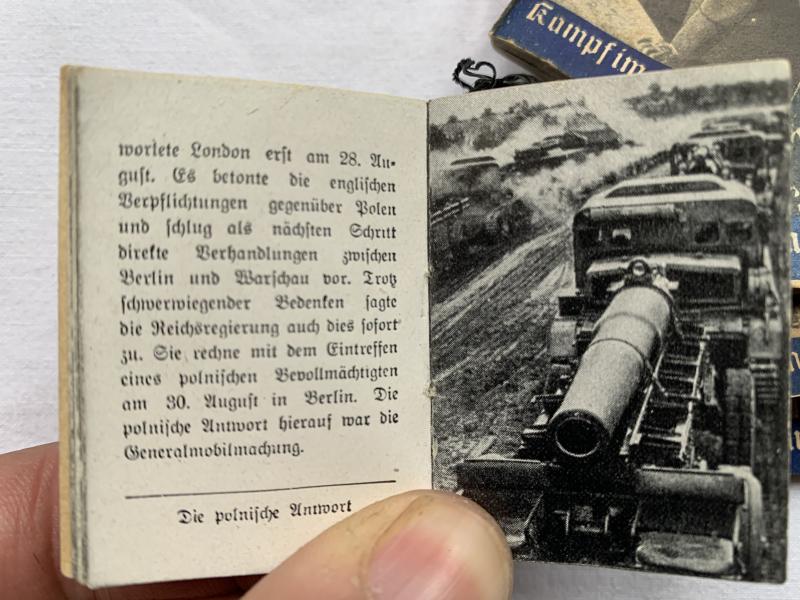 wortete London erst am 28. Au-
gust. Es betonte die englischen
Verpflichtungen gegenüber Polen
und schlug als nächsten Schritt
direkte Verhandlungen zwischen
Berlin und Warschau vor. Trotz
schwerwiegender Bedenken sagte
die Reichsregierung auch dies sofort
zu. Sie rechne mit dem Eintreffen
eines polnischen Bevollmächtigten
am 30. August in Berlin. Die
polnische Antwort hierauf war die
Generalmobilmachung.
Die polnische Antwort
Kampf im